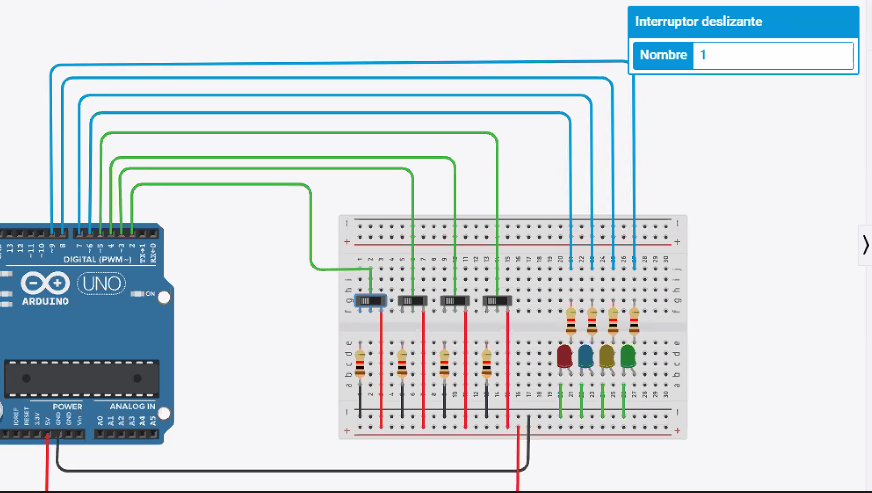 Interruptor deslizante
Nombre 1
13 12 ~11 ~10 ~9 8 7 ~6 ~5 4 ~3 2 TX→1 RX←0
DIGITAL (PWM~)
UNO
ARDUINO
ON
POWER
ANALOG IN
IOREF RESET 3.3V 5V GND GND Vin
A0 A1 A2 A3 A4 A5